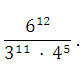 6¹² / (3¹¹ · 4⁵) .